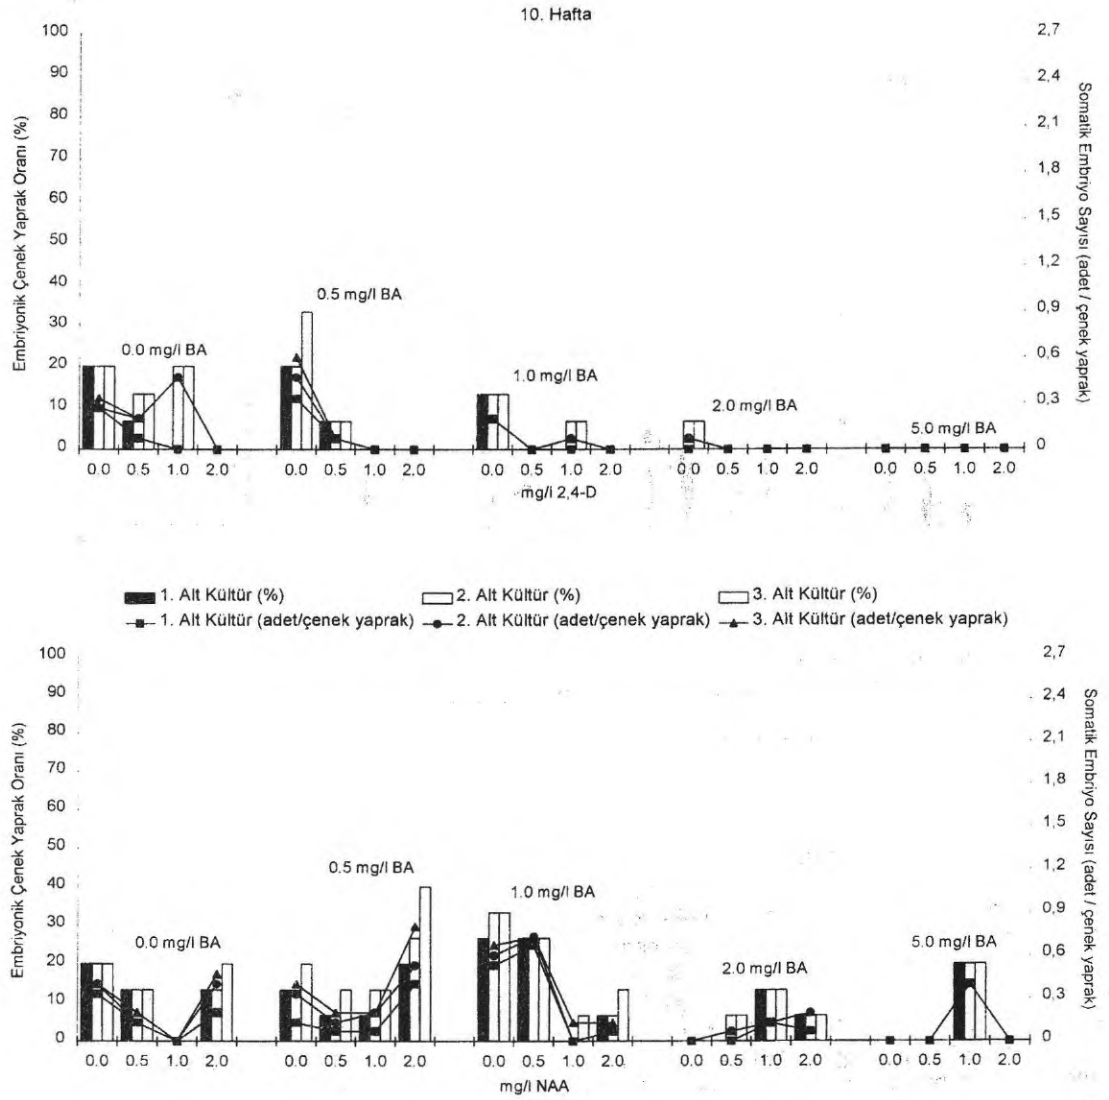 10. Hafta
Embriyonik Çenek Yaprak Oranı (%)
100
90
80
70
60
50
40
30
20
10
0
0.0 mg/l BA
0.5 mg/l BA
1.0 mg/l BA
2.0 mg/l BA
5.0 mg/l BA
2,7
2,4
2,1
1,8
1,5
1,2
0,9
0,6
0,3
0
Somatik Embriyo Sayısı (adet / çenek yaprak)
0.0 0.5 1.0 2.0 0.0 0.5 1.0 2.0 0.0 0.5 1.0 2.0 0.0 0.5 1.0 2.0 0.0 0.5 1.0 2.0
mg/l 2,4-D
1. Alt Kültür (%) 2. Alt Kültür (%) 3. Alt Kültür (%)
1. Alt Kültür (adet/çenek yaprak) 2. Alt Kültür (adet/çenek yaprak) 3. Alt Kültür (adet/çenek yaprak)
Embriyonik Çenek Yaprak Oranı (%)
100
90
80
70
60
50
40
30
20
10
0
0.0 mg/l BA
0.5 mg/l BA
1.0 mg/l BA
2.0 mg/l BA
5.0 mg/l BA
2,7
2,4
2,1
1,8
1,5
1,2
0,9
0,6
0,3
0
Somatik Embriyo Sayısı (adet / çenek yaprak)
0.0 0.5 1.0 2.0 0.0 0.5 1.0 2.0 0.0 0.5 1.0 2.0 0.0 0.5 1.0 2.0 0.0 0.5 1.0 2.0
mg/l NAA